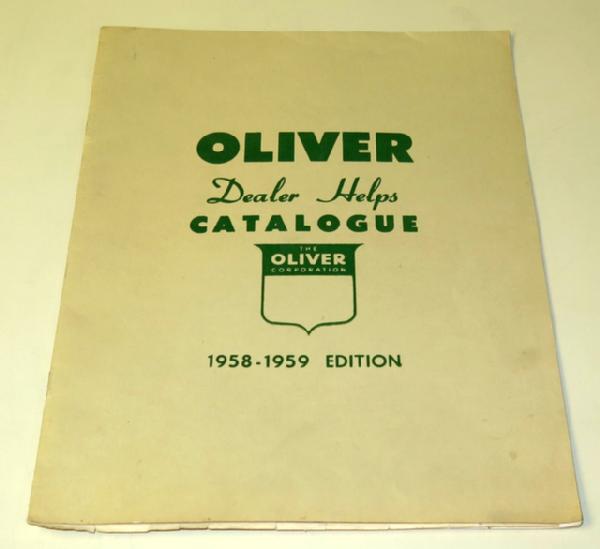 OLIVER
Dealer Helps
CATALOGUE
THE
OLIVER
CORPORATION
1958-1959 EDITION